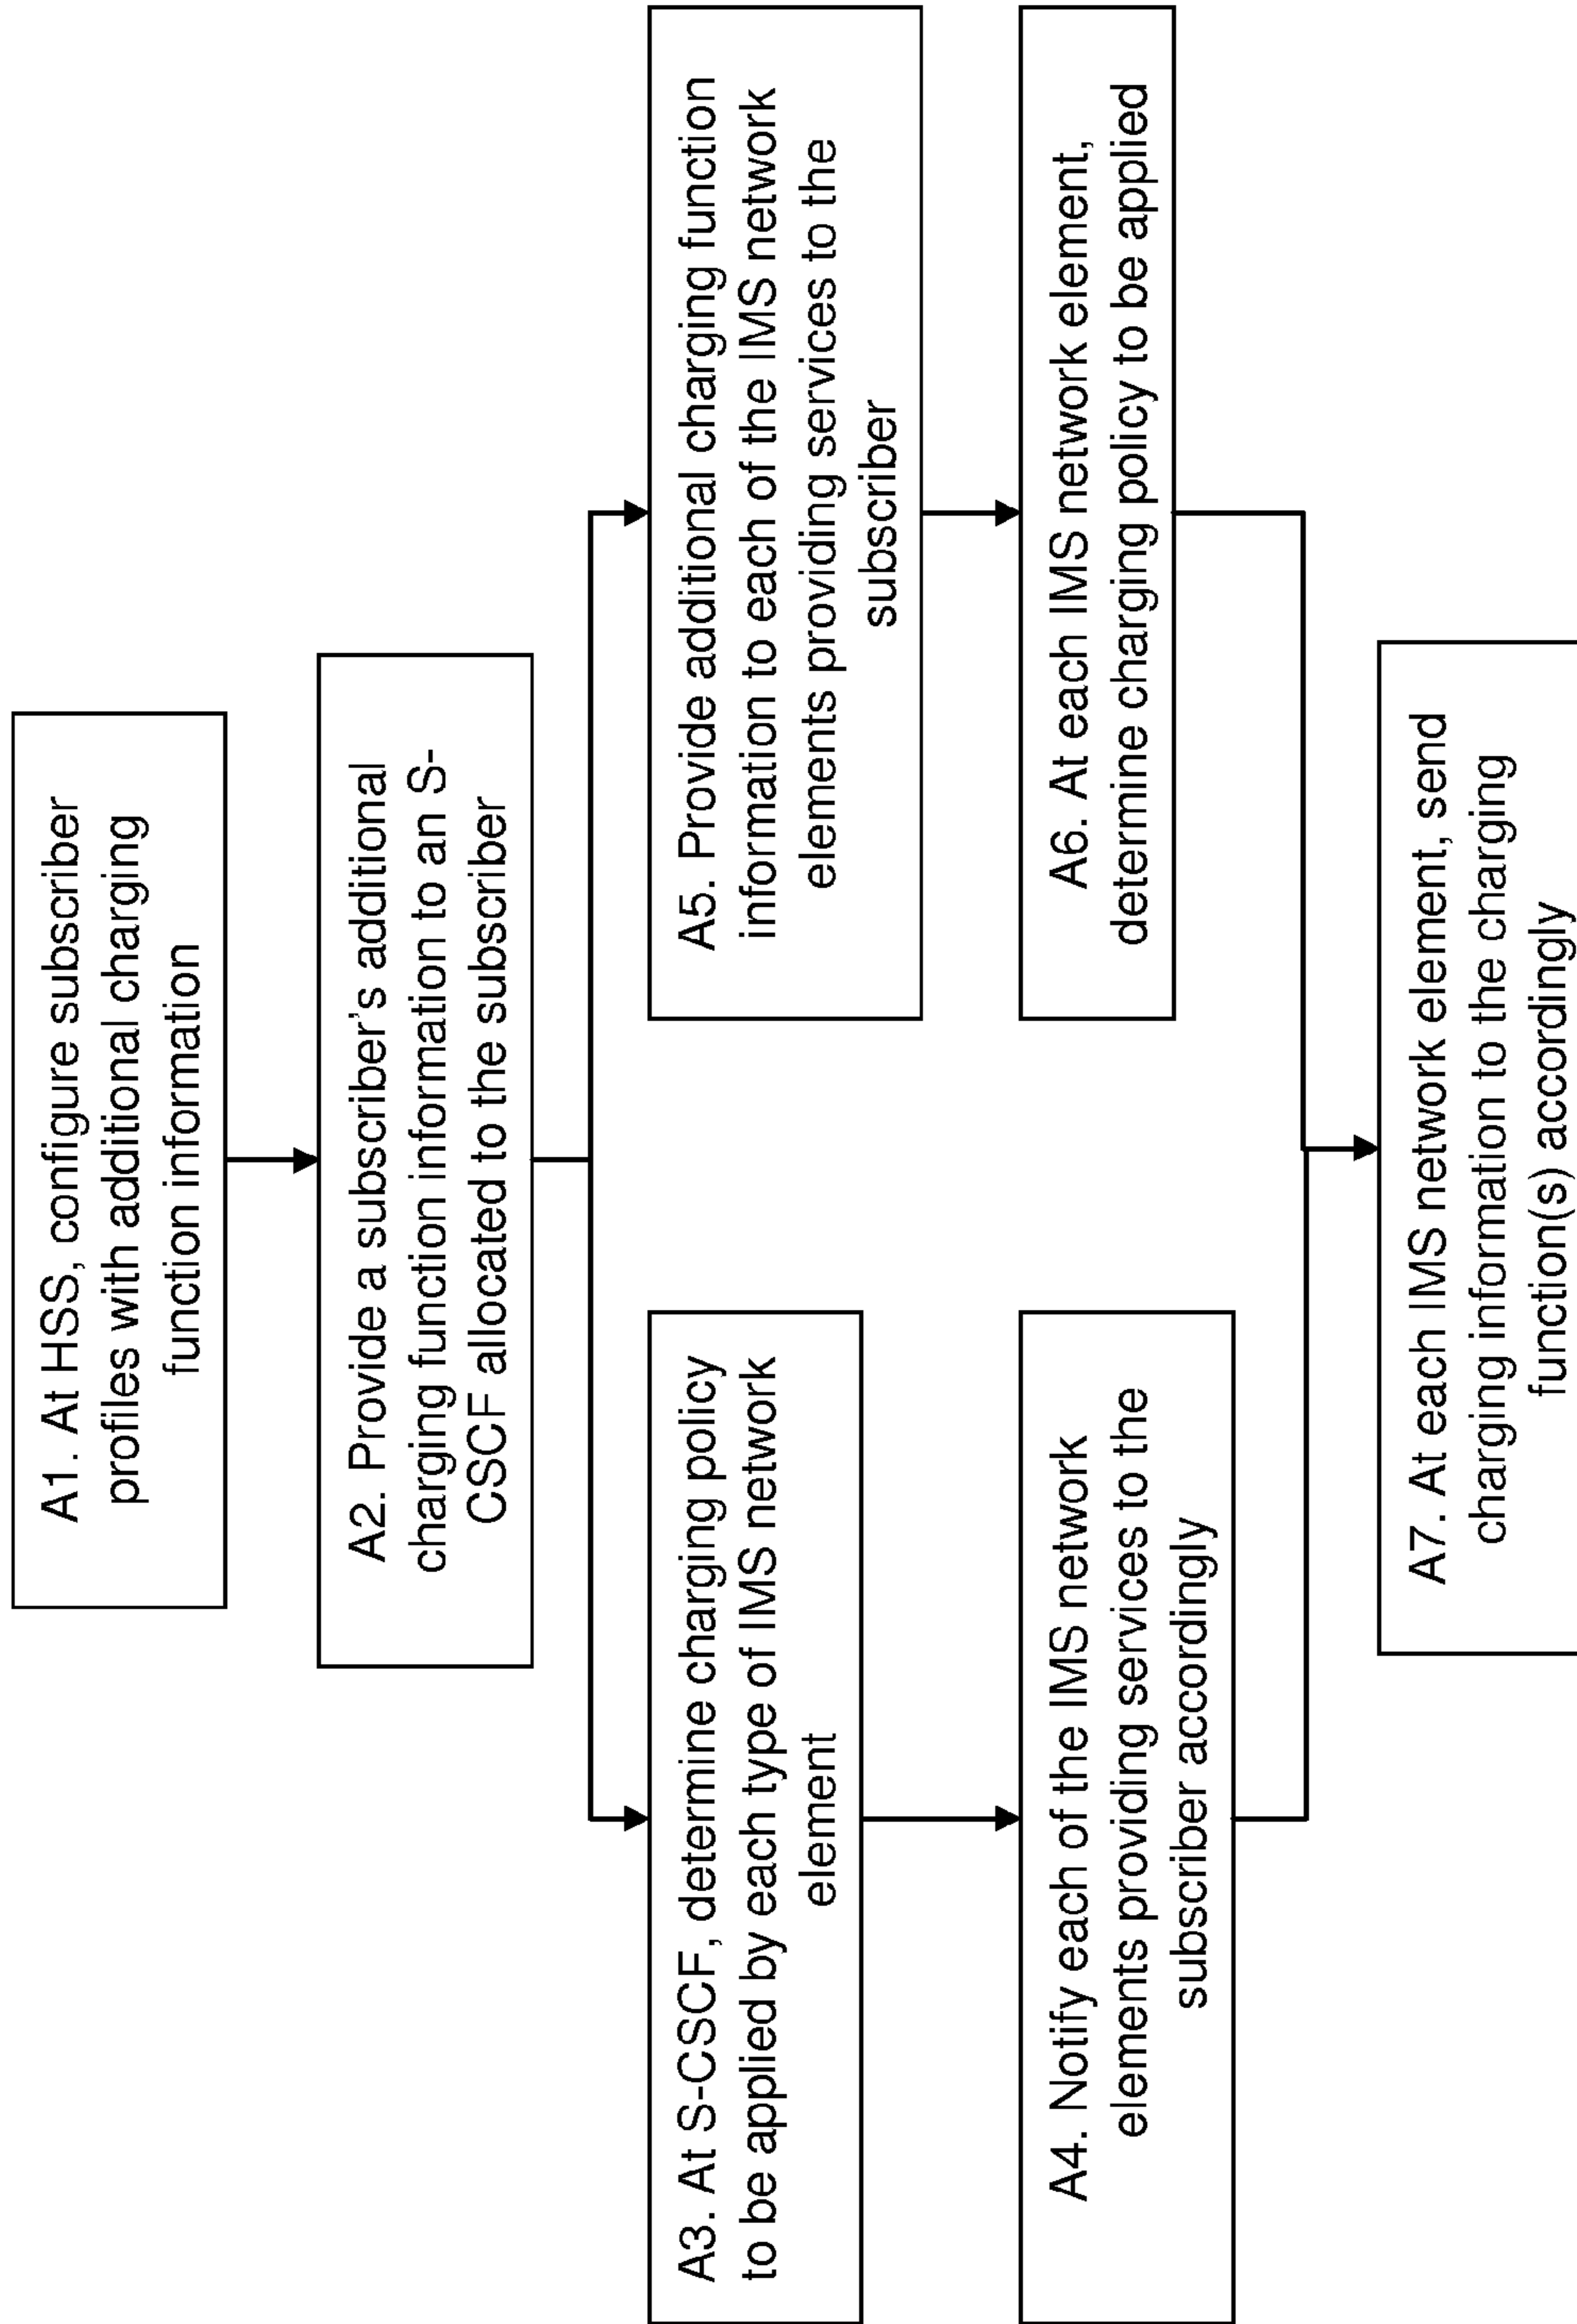 A1. At HSS, configure subscriber
profiles with additional charging
function information
A2. Provide a subscriber's additional
charging function information to an S-
CSCF allocated to the subscriber
A3. At S-CSCF, determine charging policy
to be applied by each type of IMS network
element
A4. Notify each of the IMS network
elements providing services to the
subscriber accordingly
A5. Provide additional charging function
information to each of the IMS network
elements providing services to the
subscriber
A6. At each IMS network element,
determine charging policy to be applied
A7. At each IMS network element, send
charging information to the charging
function(s) accordingly